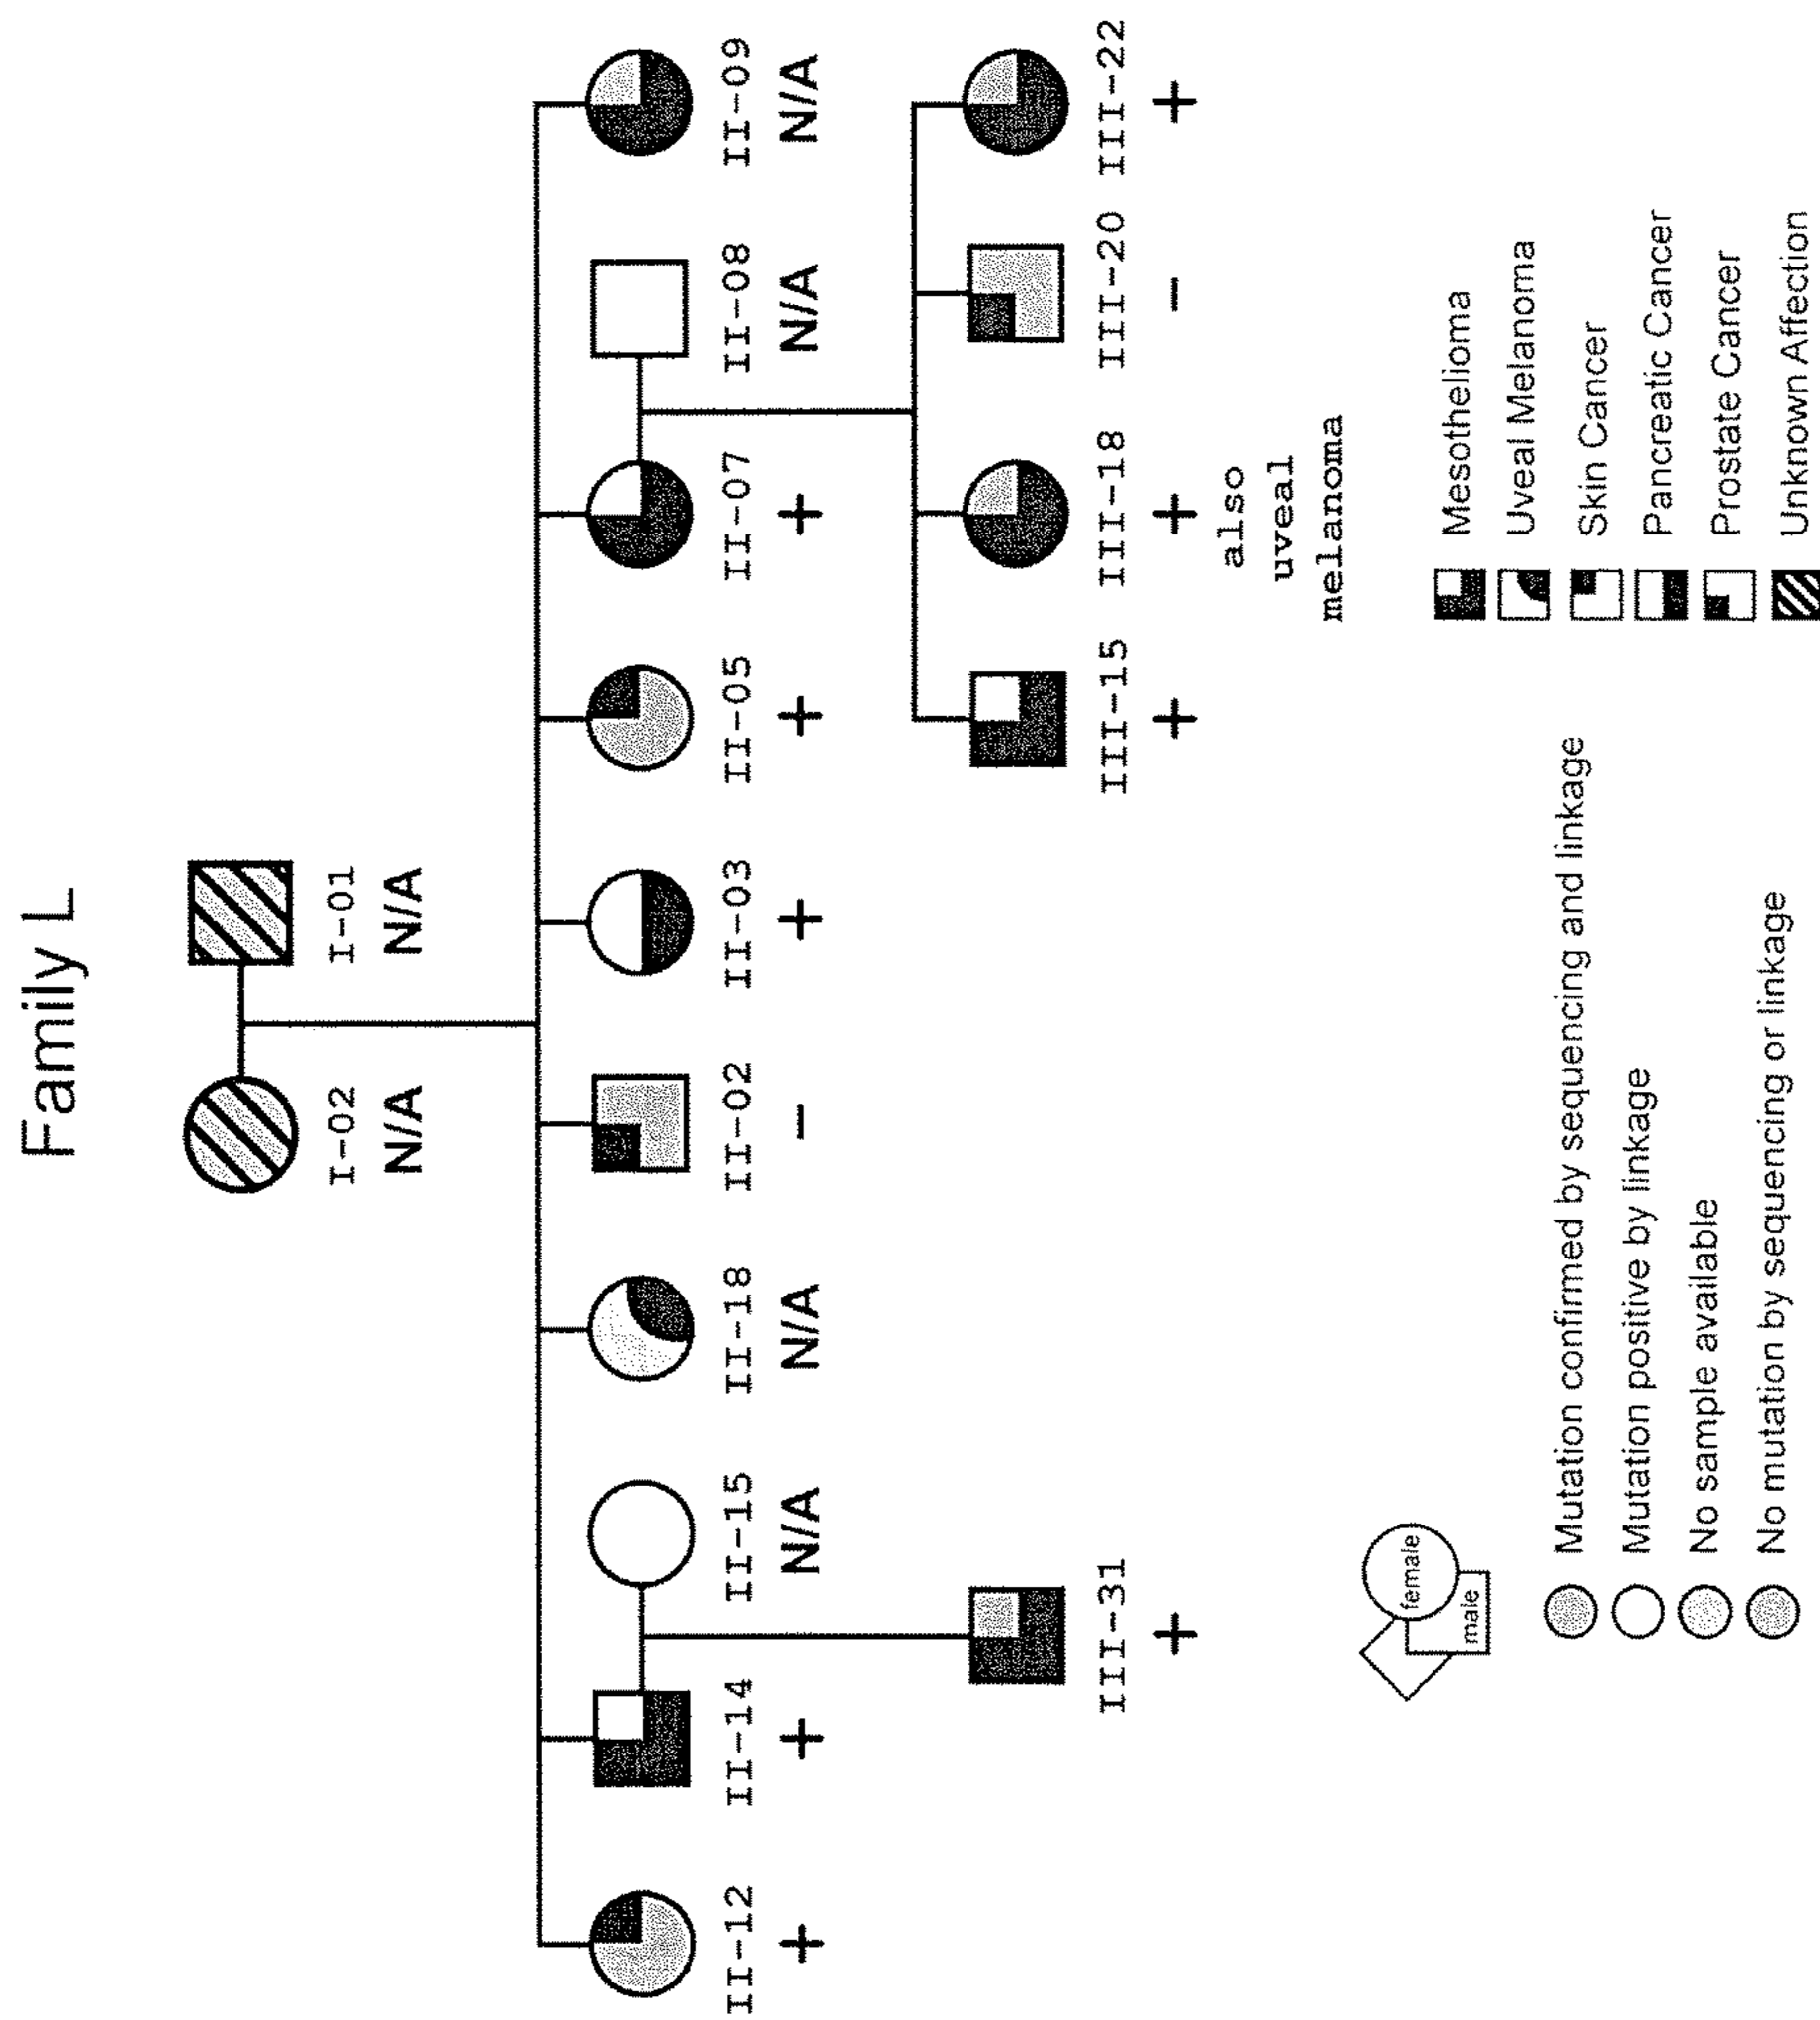 Family L
I-02 I-01
N/A N/A
II-12 II-14 II-15 II-18 II-02 II-03 II-05 II-07 II-08 II-09
+ + N/A N/A - + + + N/A N/A
III-31 III-15 III-18 III-20 III-22
+ + + - +
also
uveal
melanoma
female
male
Mutation confirmed by sequencing and linkage
Mutation positive by linkage
No sample available
No mutation by sequencing or linkage
Mesothelioma
Uveal Melanoma
Skin Cancer
Pancreatic Cancer
Prostate Cancer
Unknown Affection